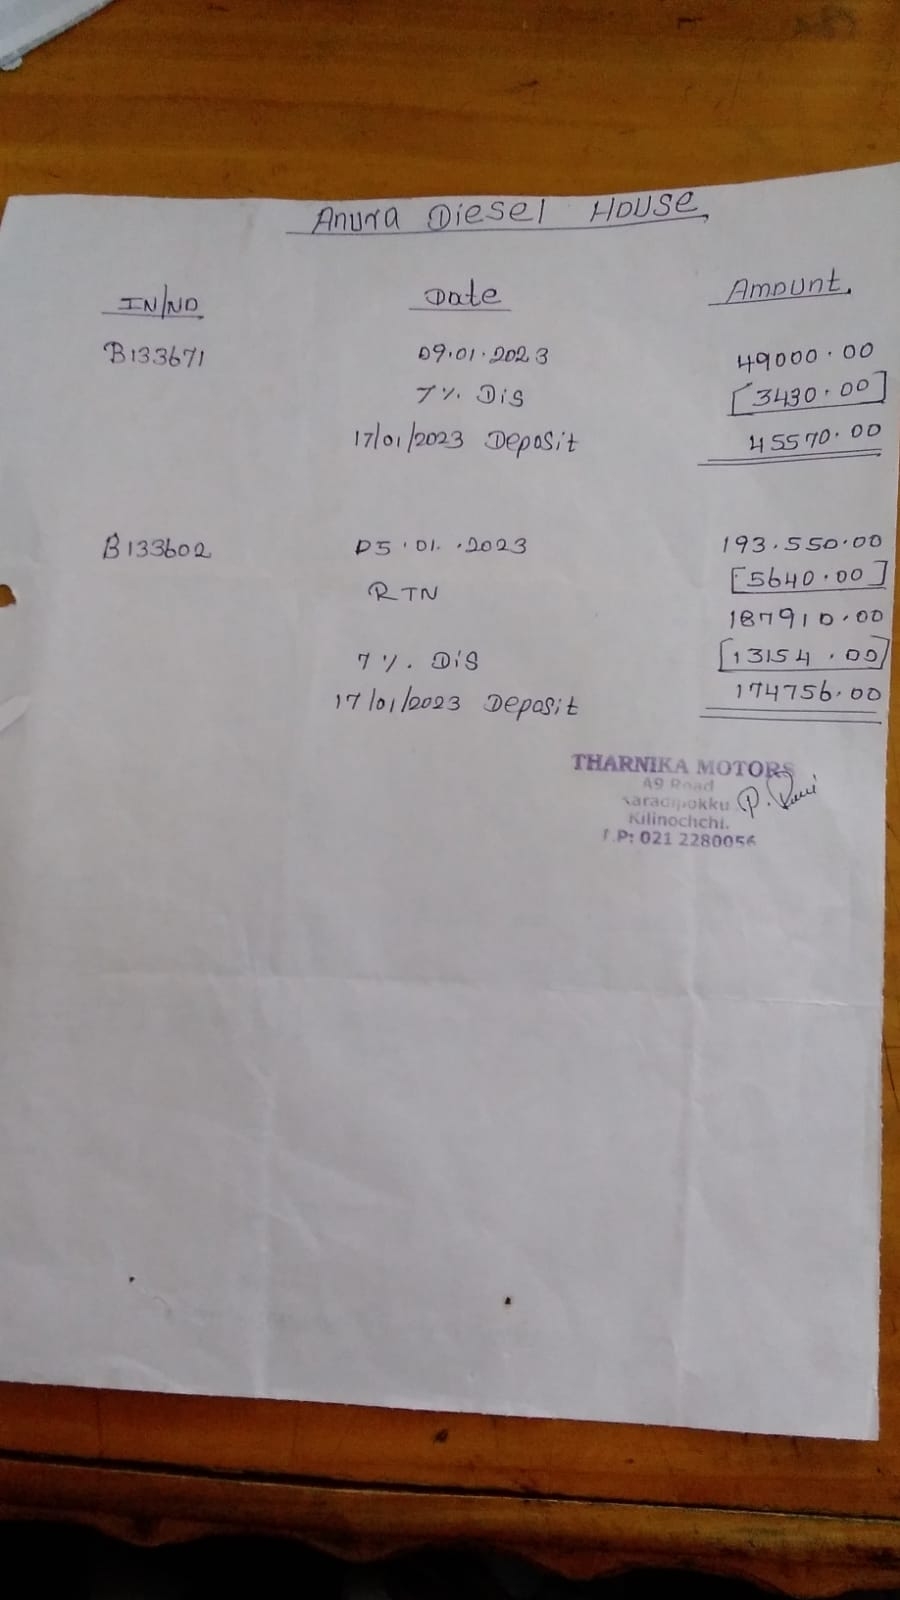 Anura Diesel House
IN/NO Date Amount.
B133671 09.01.2023 49000.00
7% Dis [3430.00]
17/01/2023 Deposit 45570.00
B133602 05.01.2023 193.550.00
RTN [5640.00]
187910.00
7%. Dis [13154.00]
17/01/2023 Deposit 174756.00
THARNIKA MOTORS
A9 Road
Karadipokku
Kilinochchi.
T.P: 021 2280056